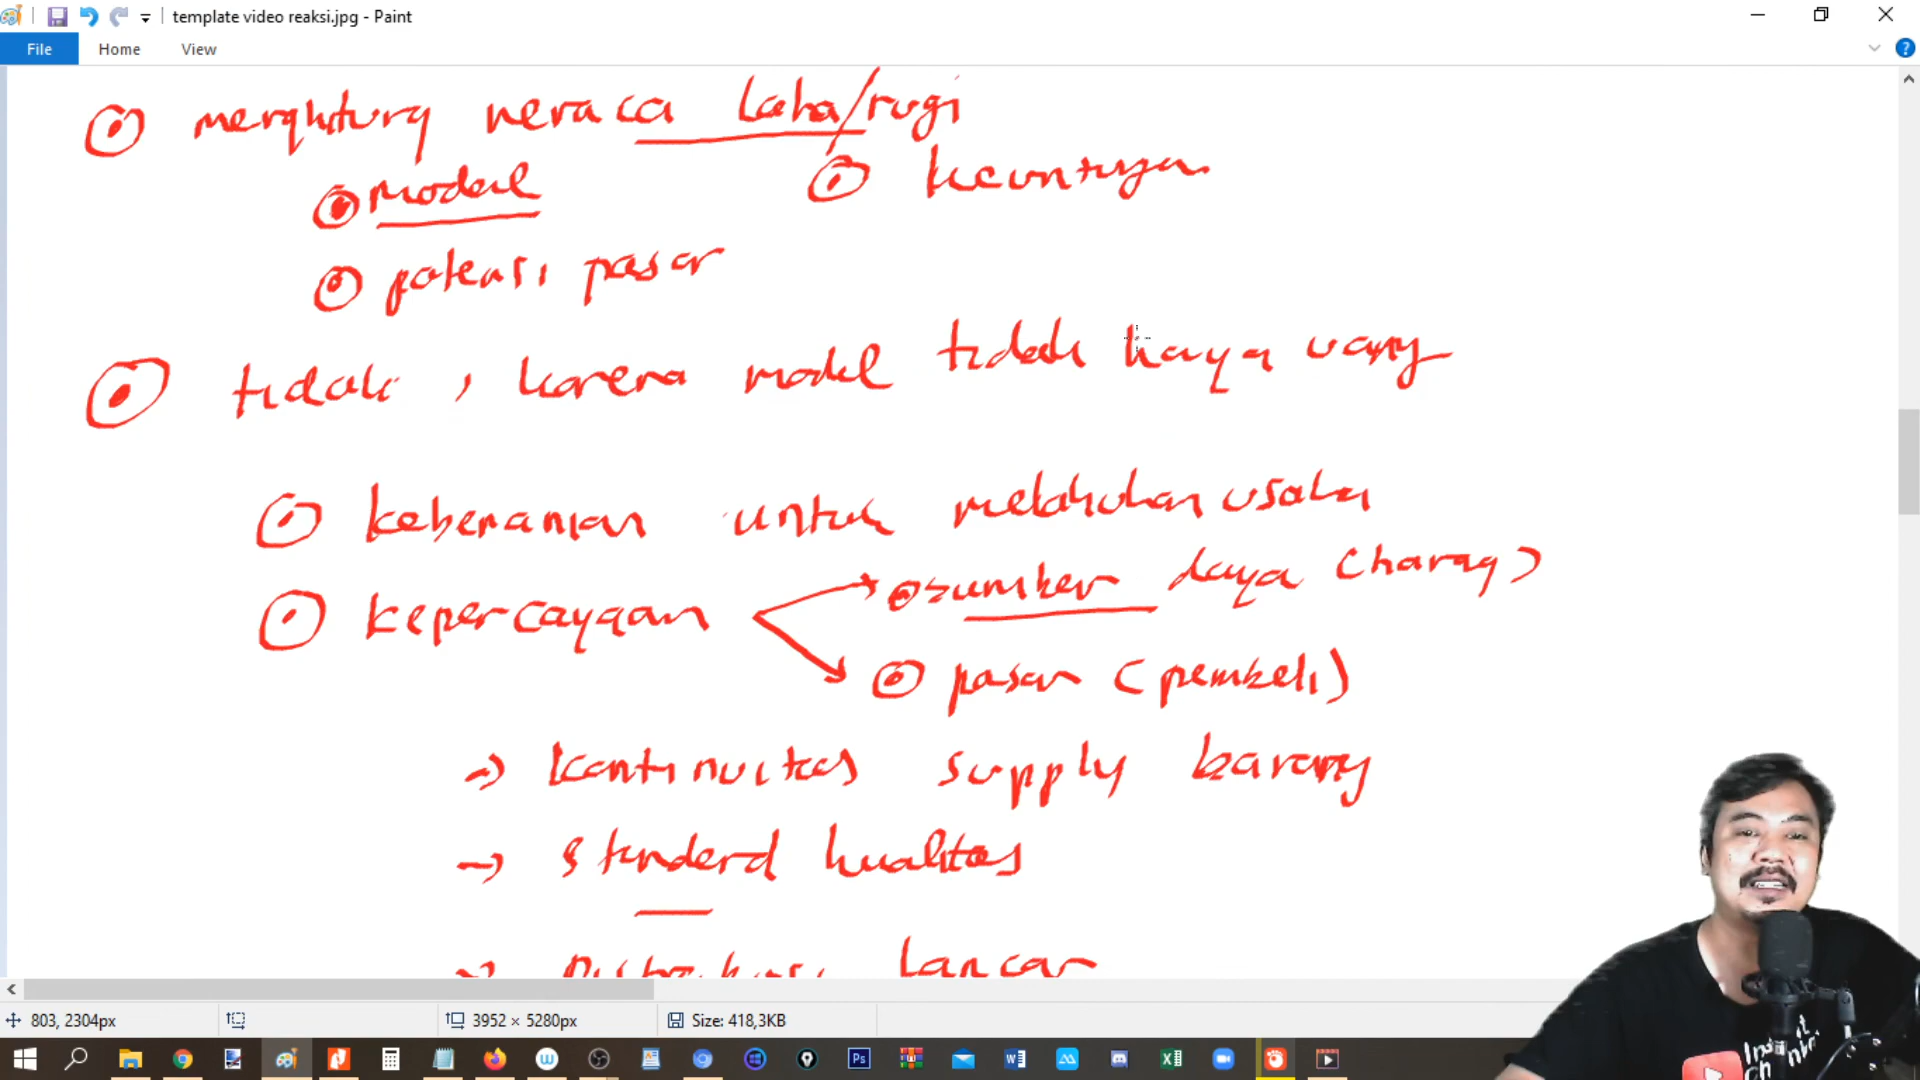 template video reaksi.jpg - Paint
File Home View
menghitung neraca laba/rugi
modal
keuntungan
potensi pasar
tidak, karena modal tidak hanya uang
keberanian untuk melakukan usaha
kepercayaan
sumber daya (barang)
pasar (pembeli)
→ kontinuitas supply barang
→ standard kualitas
lancar
803, 2304px
3952 × 5280px
Size: 418,3KB